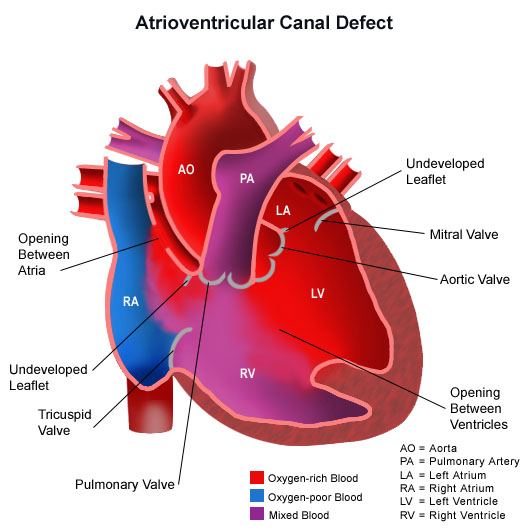 Atrioventricular Canal Defect
AO
PA
LA
Undeveloped
Leaflet
Mitral Valve
Opening
Between
Atria
Aortic Valve
RA
LV
Undeveloped
Leaflet
RV
Tricuspid
Valve
Opening
Between
Ventricles
Pulmonary Valve
Oxygen-rich Blood
Oxygen-poor Blood
Mixed Blood
AO = Aorta
PA = Pulmonary Artery
LA = Left Atrium
RA = Right Atrium
LV = Left Ventricle
RV = Right Ventricle